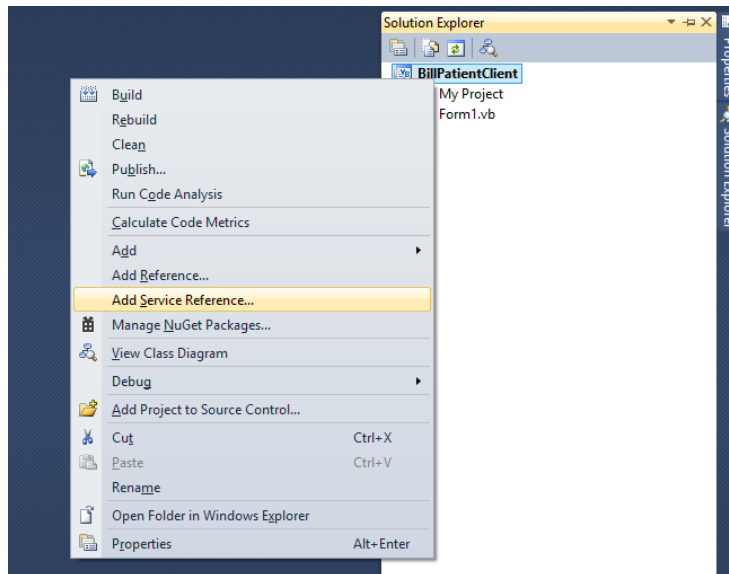 Solution Explorer
BillPatientClient
My Project
Form1.vb
Build
Rebuild
Clean
Publish...
Run Code Analysis
Calculate Code Metrics
Add
Add Reference...
Add Service Reference...
Manage NuGet Packages...
View Class Diagram
Debug
Add Project to Source Control...
Cut Ctrl+X
Paste Ctrl+V
Rename
Open Folder in Windows Explorer
Properties Alt+Enter
Properties
Solution Explorer